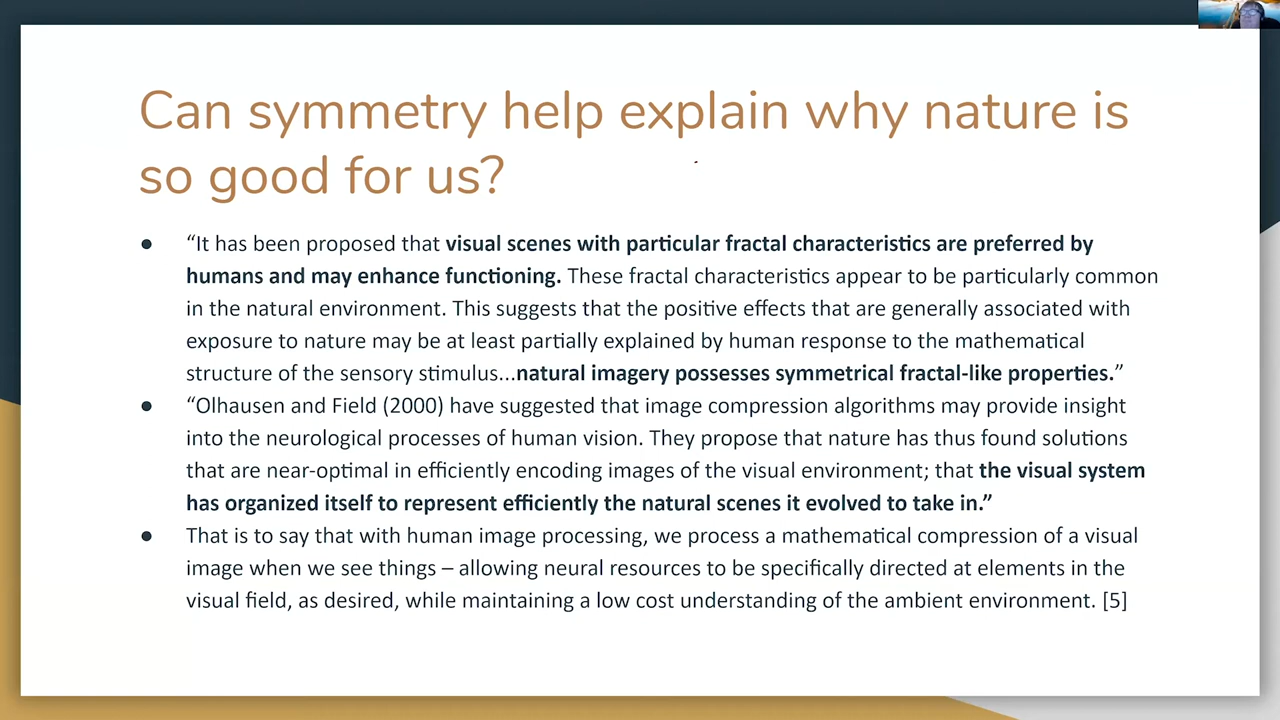 Can symmetry help explain why nature is
so good for us?
● “It has been proposed that visual scenes with particular fractal characteristics are preferred by
humans and may enhance functioning. These fractal characteristics appear to be particularly common
in the natural environment. This suggests that the positive effects that are generally associated with
exposure to nature may be at least partially explained by human response to the mathematical
structure of the sensory stimulus...natural imagery possesses symmetrical fractal-like properties.”
● “Olhausen and Field (2000) have suggested that image compression algorithms may provide insight
into the neurological processes of human vision. They propose that nature has thus found solutions
that are near-optimal in efficiently encoding images of the visual environment; that the visual system
has organized itself to represent efficiently the natural scenes it evolved to take in.”
● That is to say that with human image processing, we process a mathematical compression of a visual
image when we see things – allowing neural resources to be specifically directed at elements in the
visual field, as desired, while maintaining a low cost understanding of the ambient environment. [5]